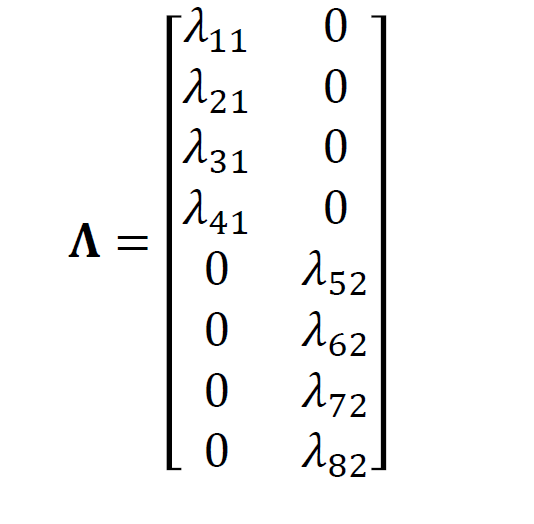 λ₁₁ 0
λ₂₁ 0
λ₃₁ 0
λ₄₁ 0
𝚲 =
0 λ₅₂
0 λ₆₂
0 λ₇₂
0 λ₈₂